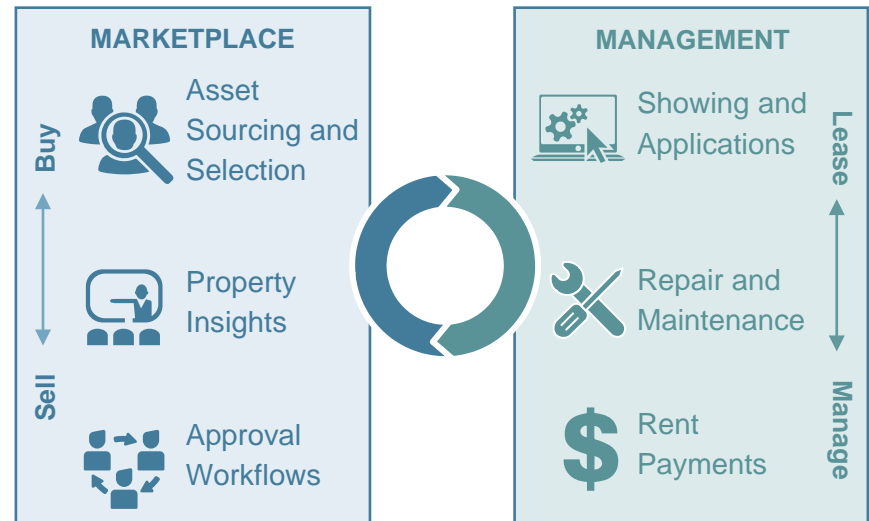 MARKETPLACE
Buy
Sell
Asset
Sourcing and
Selection
Property
Insights
Approval
Workflows
MANAGEMENT
Showing and
Applications
Repair and
Maintenance
$
Rent
Payments
Lease
Manage